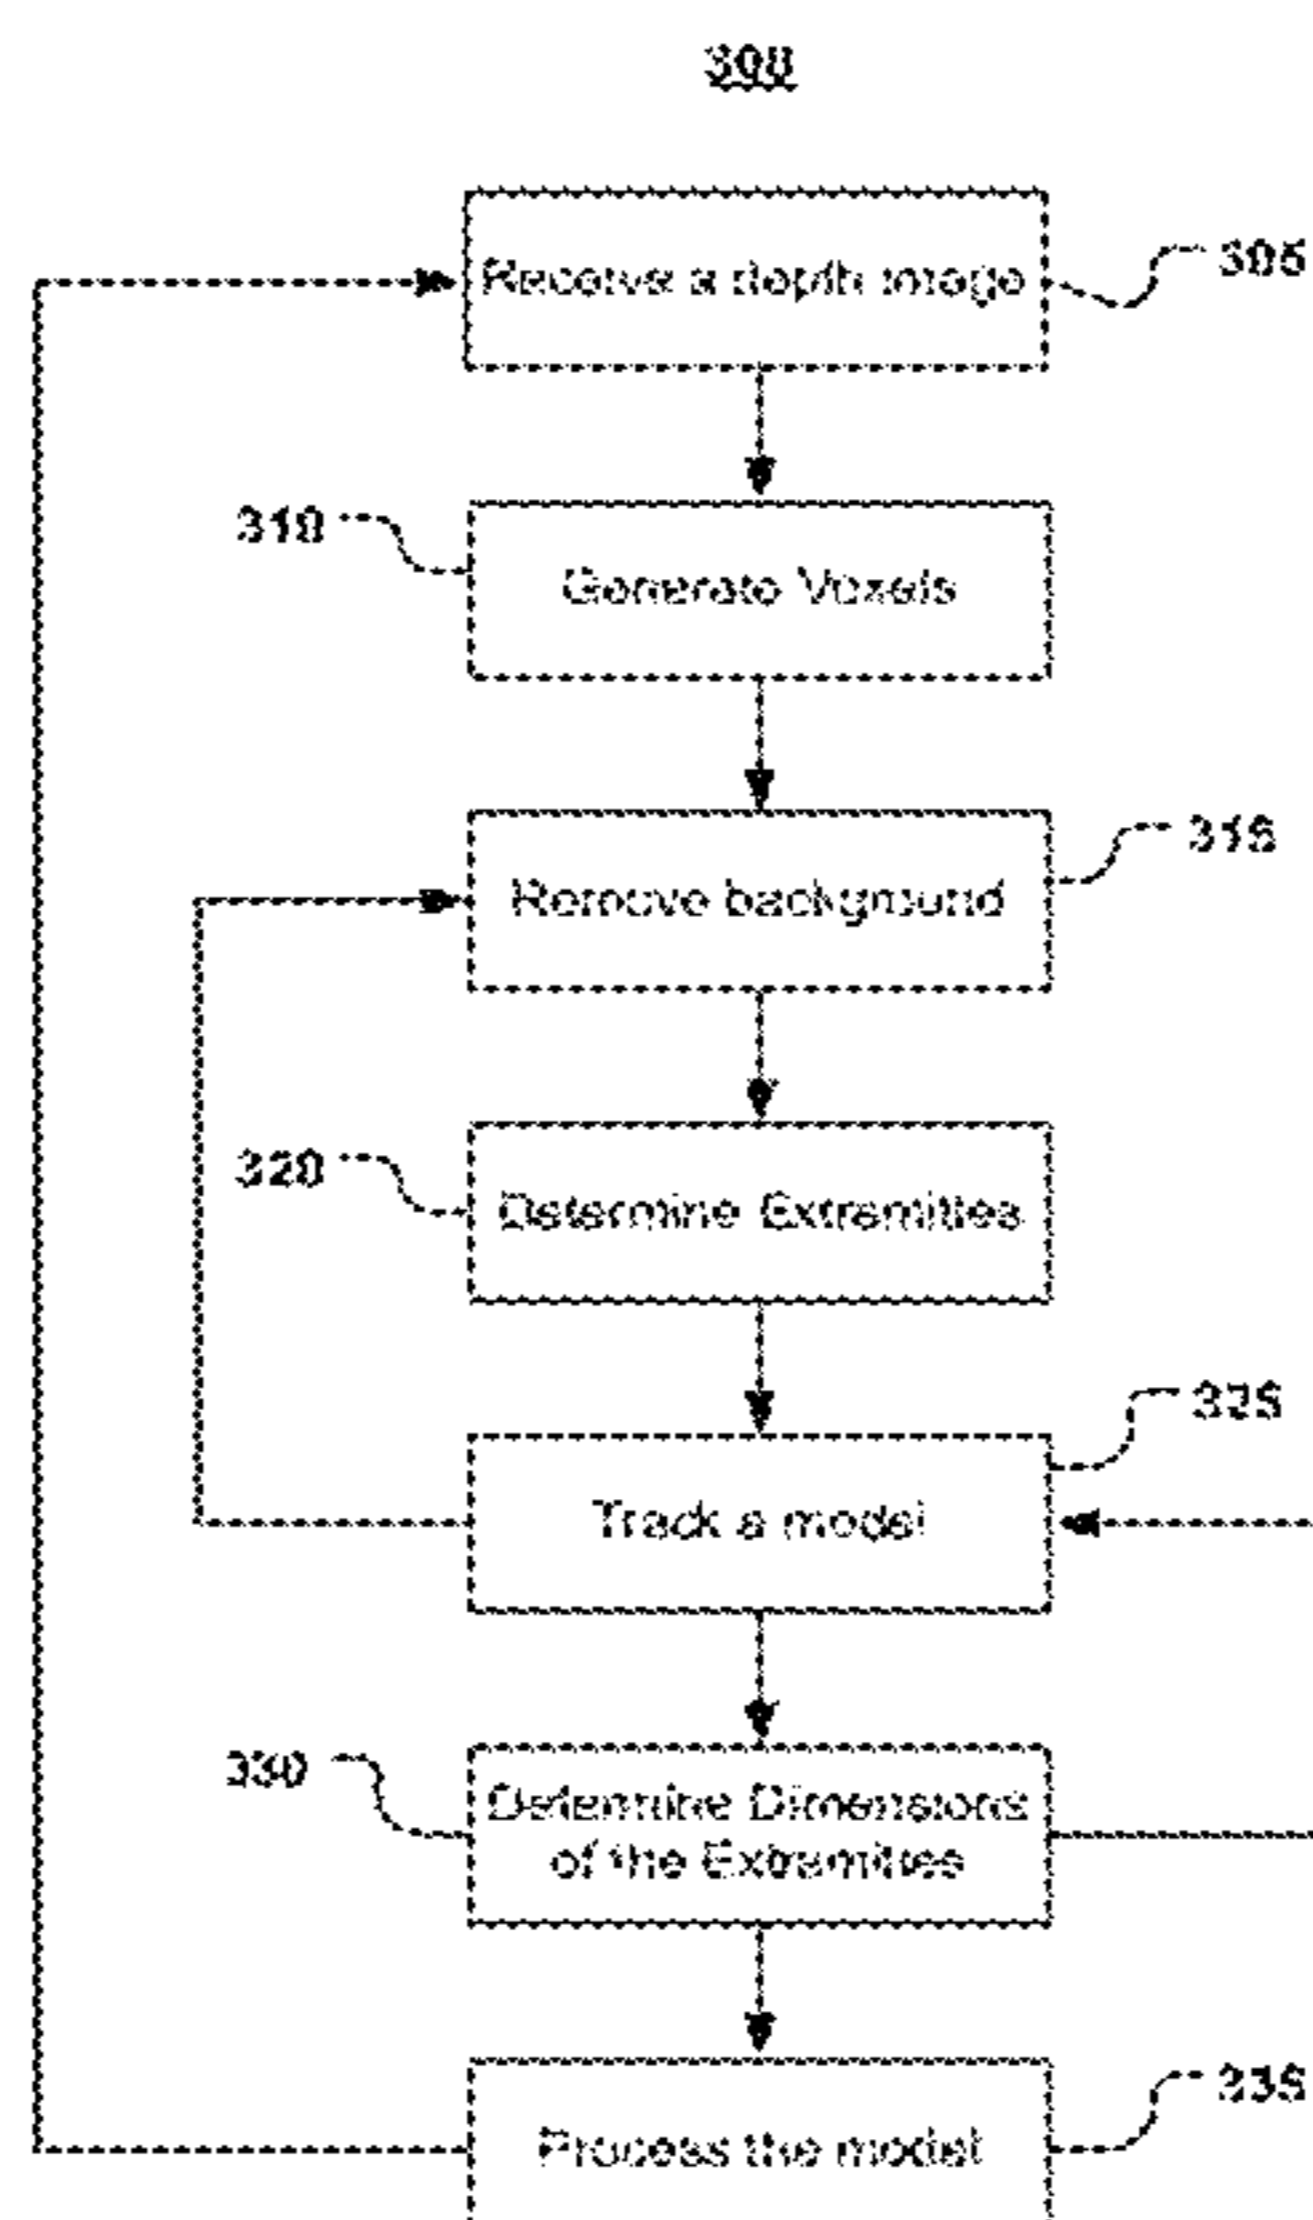 300
Receive a depth image
305
310
Generate Voxels
315
Remove background
320
Determine Extremities
325
Track a model
330
Determine Dimensions
of the Extremities
335
Process the model